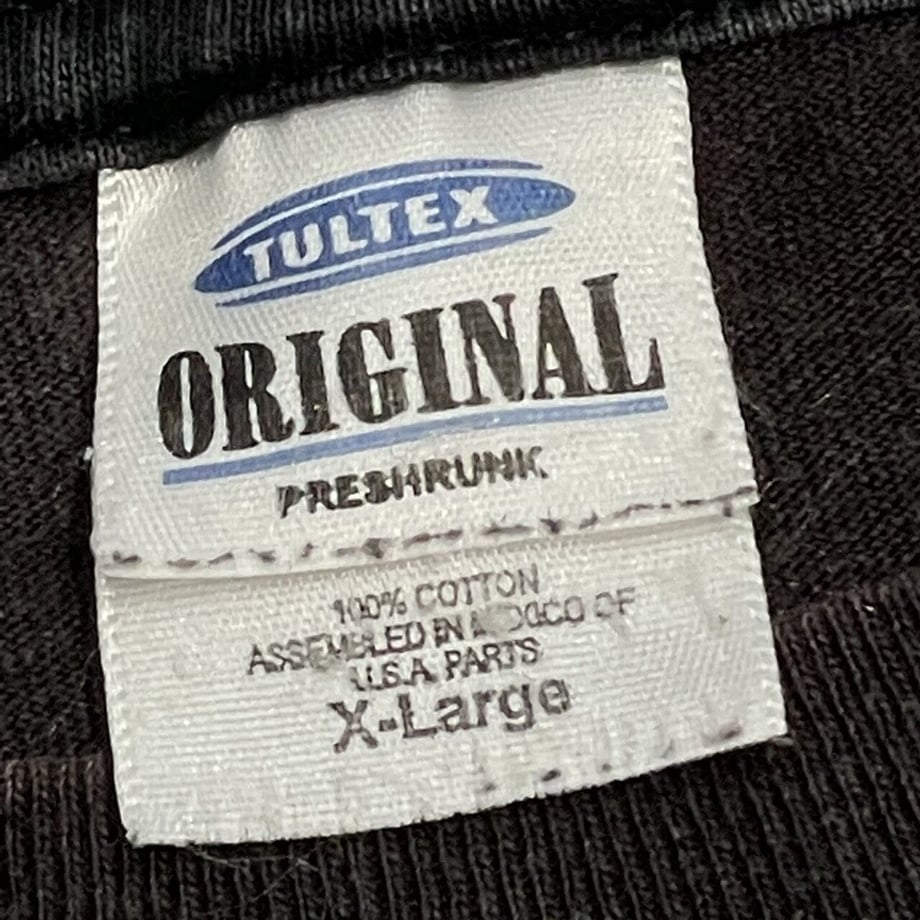 TULTEX
ORIGINAL
PRESHRUNK
100% COTTON
ASSEMBLED IN MEXICO OF
U.S.A. PARTS
X-Large